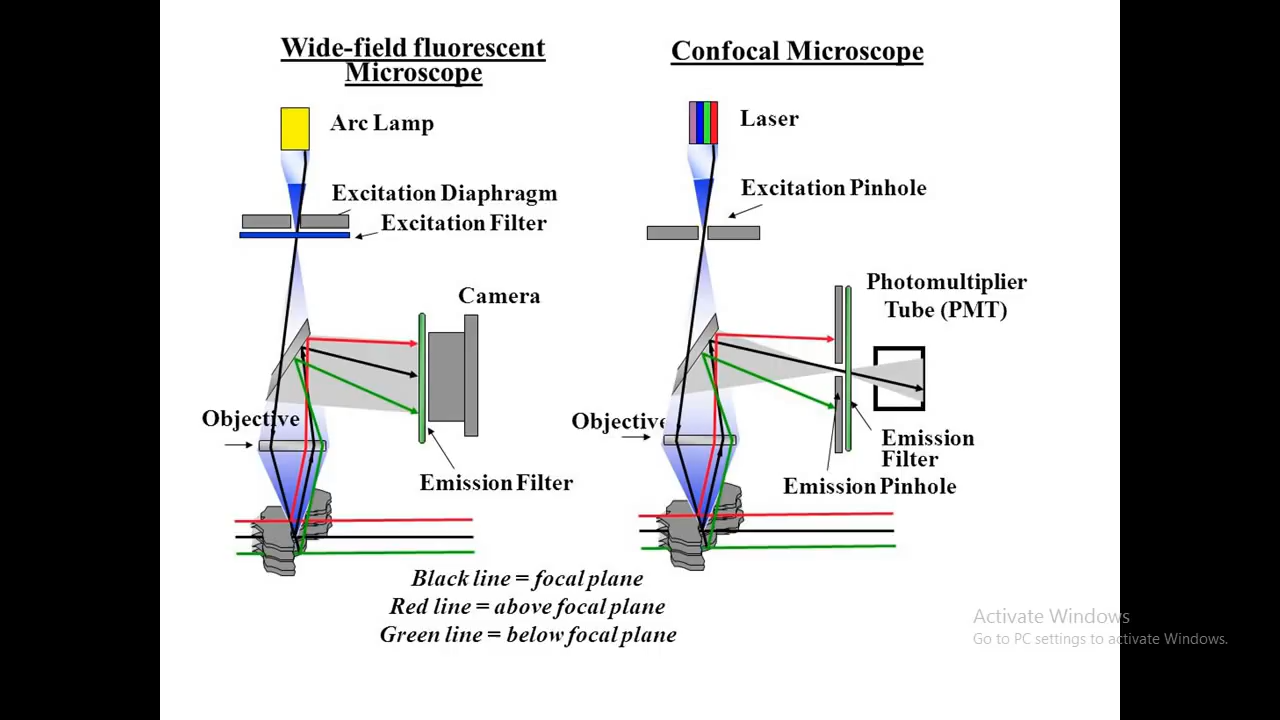 Wide-field fluorescent
Microscope
Confocal Microscope
Arc Lamp
Laser
Excitation Diaphragm
Excitation Filter
Excitation Pinhole
Camera
Photomultiplier
Tube (PMT)
Objective
Objective
Emission Filter
Emission
Filter
Emission Pinhole
Black line = focal plane
Red line = above focal plane
Green line = below focal plane
Activate Windows
Go to PC settings to activate Windows.